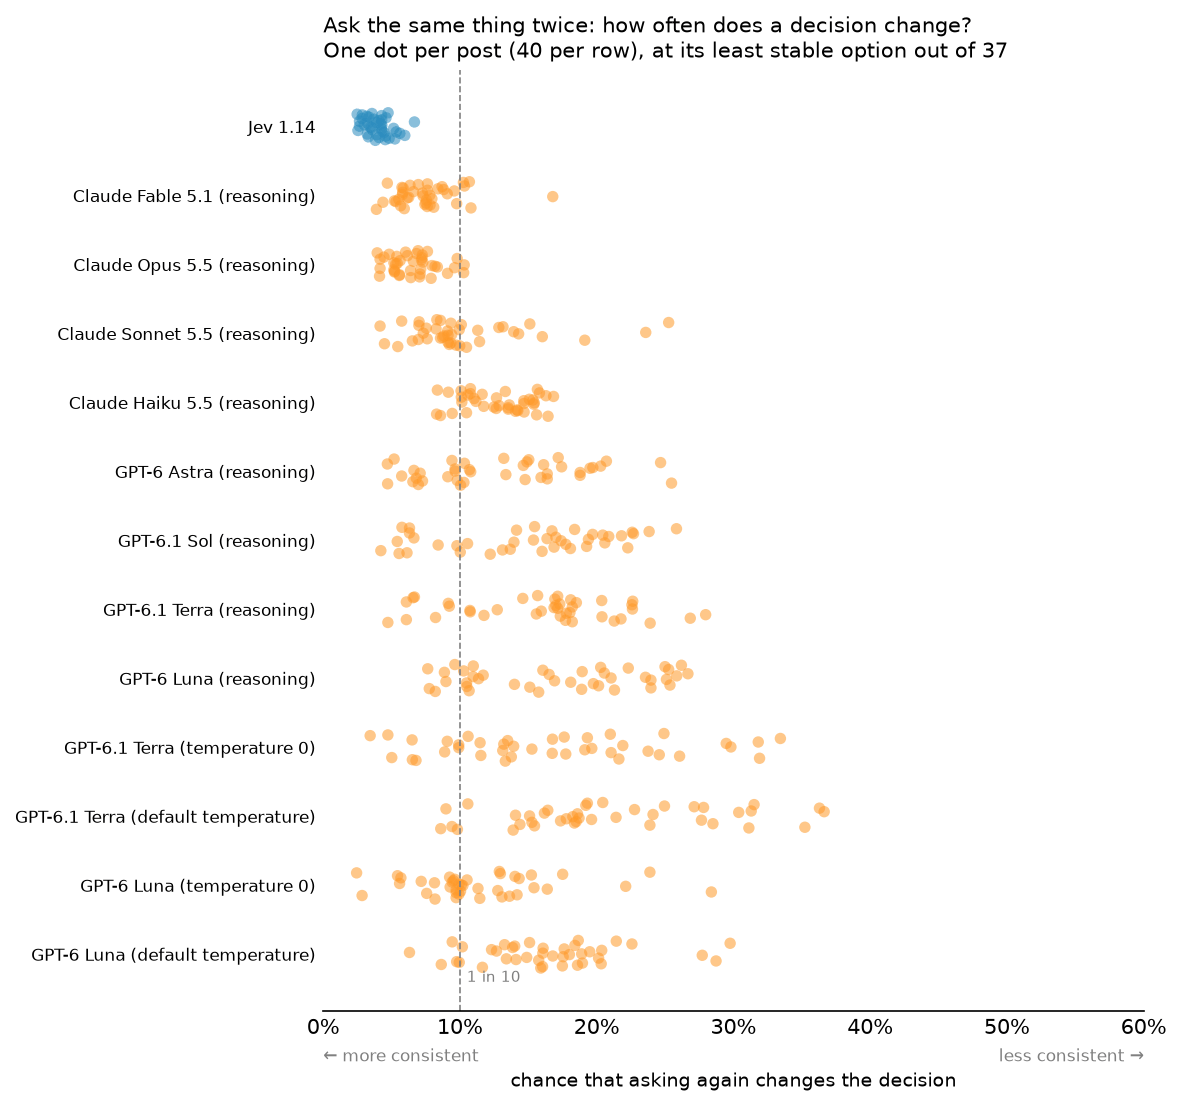 Ask the same thing twice: how often does a decision change?
One dot per post (40 per row), at its least stable option out of 37
Jev 1.14
Claude Fable 5.1 (reasoning)
Claude Opus 5.5 (reasoning)
Claude Sonnet 5.5 (reasoning)
Claude Haiku 5.5 (reasoning)
GPT-6 Astra (reasoning)
GPT-6.1 Sol (reasoning)
GPT-6.1 Terra (reasoning)
GPT-6 Luna (reasoning)
GPT-6.1 Terra (temperature 0)
GPT-6.1 Terra (default temperature)
GPT-6 Luna (temperature 0)
GPT-6 Luna (default temperature)
1 in 10
0% 10% 20% 30% 40% 50% 60%
← more consistent less consistent →
chance that asking again changes the decision